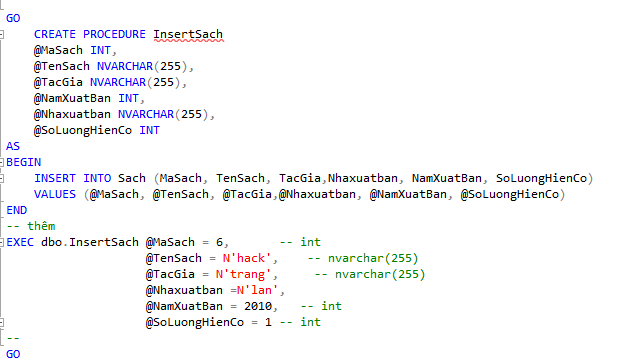 GO
CREATE PROCEDURE InsertSach
@MaSach INT,
@TenSach NVARCHAR(255),
@TacGia NVARCHAR(255),
@NamXuatBan INT,
@Nhaxuatban NVARCHAR(255),
@SoLuongHienCo INT
AS
BEGIN
INSERT INTO Sach (MaSach, TenSach, TacGia,Nhaxuatban, NamXuatBan, SoLuongHienCo)
VALUES (@MaSach, @TenSach, @TacGia,@Nhaxuatban, @NamXuatBan, @SoLuongHienCo)
END
-- thêm
EXEC dbo.InsertSach @MaSach = 6, -- int
@TenSach = N'hack', -- nvarchar(255)
@TacGia = N'trang', -- nvarchar(255)
@Nhaxuatban =N'lan',
@NamXuatBan = 2010, -- int
@SoLuongHienCo = 1 -- int
--
GO